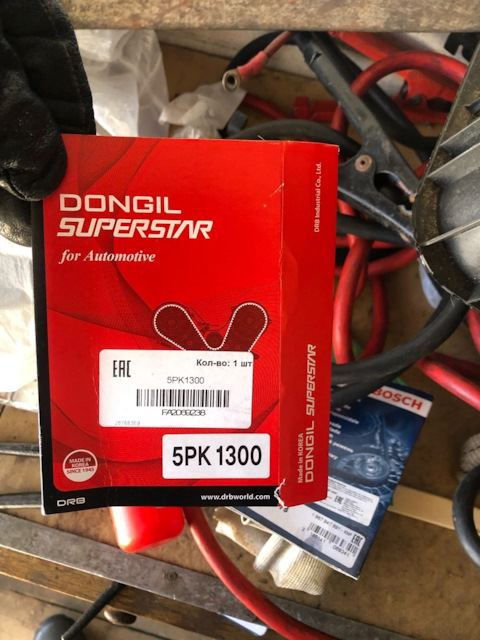 DONGIL
SUPERSTAR
for Automotive
EAC
Кол-во: 1 шт
5PK1300
FA2089238
5PK 1300
MADE IN
KOREA
SINCE 1945
DRB
www.drbworld.com
DRB Industrial Co., Ltd.
Made in KOREA
DONGIL SUPERSTAR
BOSCH